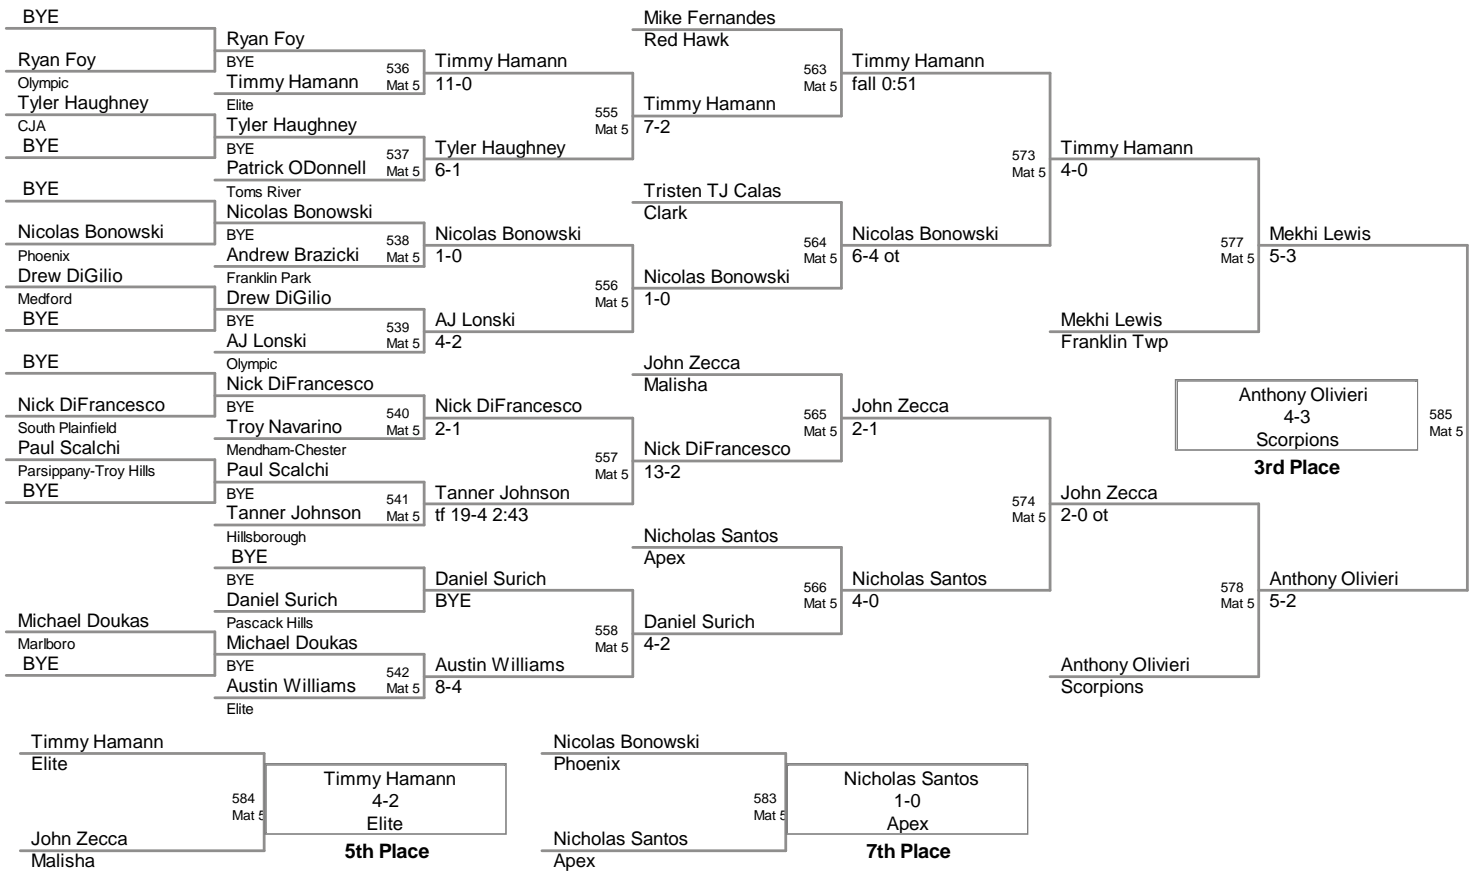 BYE
Ryan Foy
Olympic
Tyler Haughney
CJA
BYE
BYE
Nicolas Bonowski
Phoenix
Drew DiGilio
Medford
BYE
BYE
Nick DiFrancesco
South Plainfield
Paul Scalchi
Parsippany-Troy Hills
BYE
Michael Doukas
Marlboro
BYE
Ryan Foy
BYE
Timmy Hamann
Elite
Tyler Haughney
BYE
Patrick ODonnell
Toms River
Nicolas Bonowski
BYE
Andrew Brazicki
Franklin Park
Drew DiGilio
BYE
AJ Lonski
Olympic
Nick DiFrancesco
BYE
Troy Navarino
Mendham-Chester
Paul Scalchi
BYE
Tanner Johnson
Hillsborough
BYE
BYE
Daniel Surich
Pascack Hills
Michael Doukas
BYE
Austin Williams
Elite
536
Mat 5
537
Mat 5
538
Mat 5
539
Mat 5
540
Mat 5
541
Mat 5
542
Mat 5
Timmy Hamann
11-0
Tyler Haughney
6-1
Nicolas Bonowski
1-0
AJ Lonski
4-2
Nick DiFrancesco
2-1
Tanner Johnson
tf 19-4 2:43
Daniel Surich
BYE
Austin Williams
8-4
555
Mat 5
556
Mat 5
557
Mat 5
558
Mat 5
Mike Fernandes
Red Hawk
Timmy Hamann
7-2
Tristen TJ Calas
Clark
Nicolas Bonowski
1-0
John Zecca
Malisha
Nick DiFrancesco
13-2
Nicholas Santos
Apex
Daniel Surich
4-2
563
Mat 5
564
Mat 5
565
Mat 5
566
Mat 5
Timmy Hamann
fall 0:51
Nicolas Bonowski
6-4 ot
John Zecca
2-1
Nicholas Santos
4-0
573
Mat 5
574
Mat 5
Timmy Hamann
4-0
Mekhi Lewis
Franklin Twp
John Zecca
2-0 ot
Anthony Olivieri
Scorpions
577
Mat 5
578
Mat 5
Mekhi Lewis
5-3
Anthony Olivieri
5-2
Anthony Olivieri
4-3
Scorpions
3rd Place
585
Mat 5
Timmy Hamann
Elite
584
Mat 5
John Zecca
Malisha
Timmy Hamann
4-2
Elite
5th Place
Nicolas Bonowski
Phoenix
583
Mat 5
Nicholas Santos
Apex
Nicholas Santos
1-0
Apex
7th Place